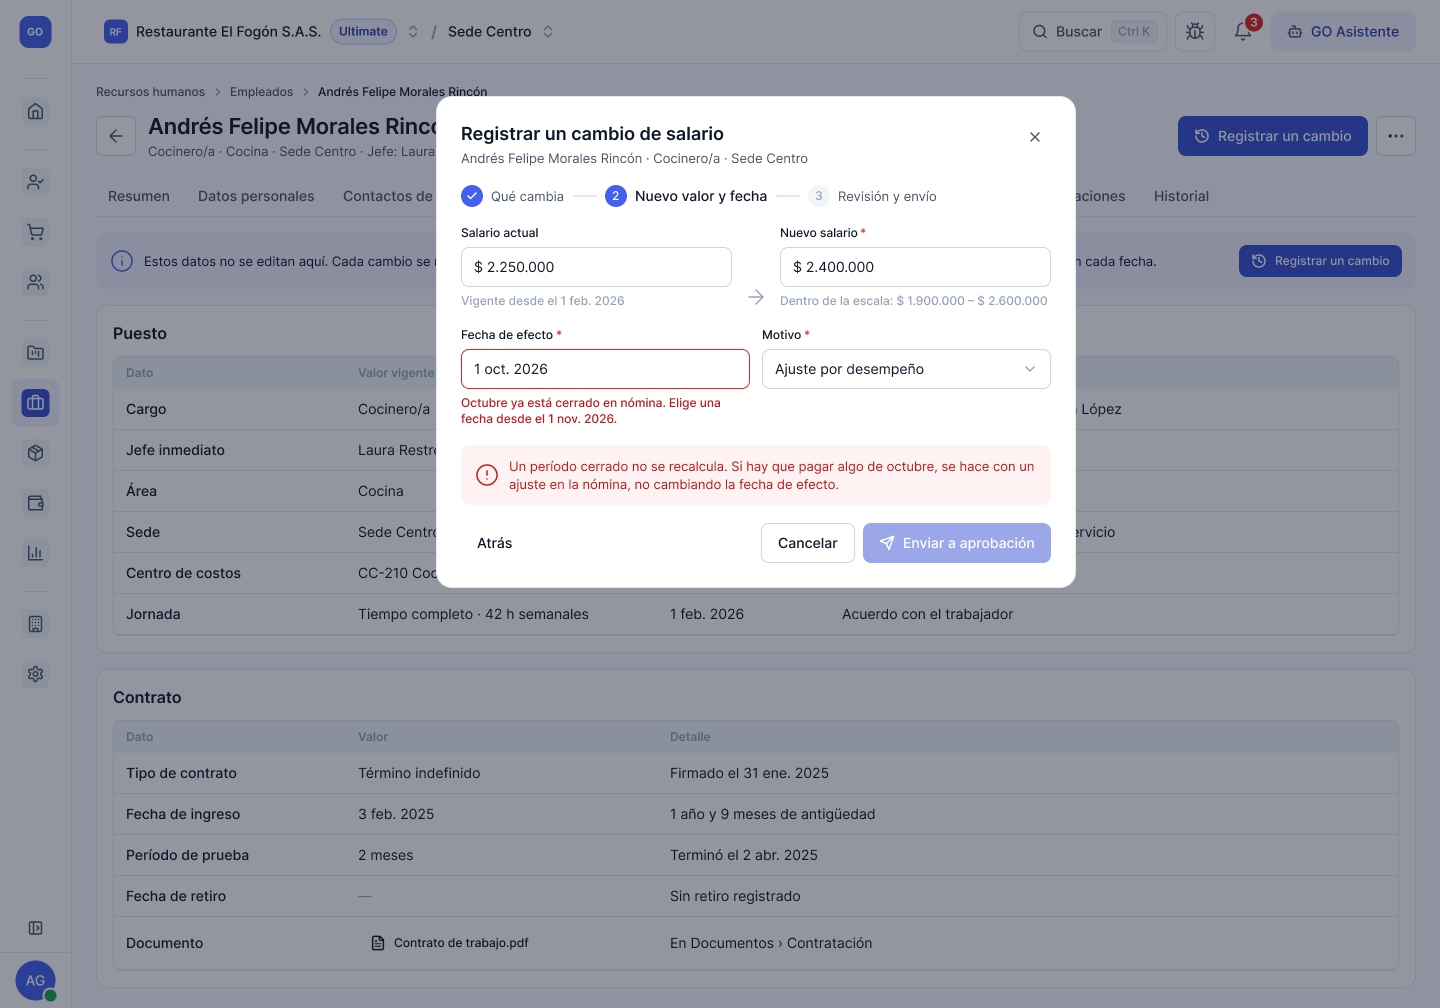 GO
RF Restaurante El Fogón S.A.S. Ultimate / Sede Centro
Buscar Ctrl K
3
GO Asistente
Recursos humanos > Empleados > Andrés Felipe Morales Rincón
Andrés Felipe Morales
Cocinero/a · Cocina · Sede Centro · Jefe: Laura
Registrar un cambio
Resumen
Datos personales
Contactos de
Historial
Estos datos no se editan aquí. Cada cambio se
cada fecha.
Registrar un cambio
Registrar un cambio de salario
Andrés Felipe Morales Rincón · Cocinero/a · Sede Centro
Qué cambia
2 Nuevo valor y fecha
3 Revisión y envío
Salario actual
$ 2.250.000
Vigente desde el 1 feb. 2026
Nuevo salario *
$ 2.400.000
Dentro de la escala: $ 1.900.000 – $ 2.600.000
Fecha de efecto *
1 oct. 2026
Octubre ya está cerrado en nómina. Elige una
fecha desde el 1 nov. 2026.
Motivo *
Ajuste por desempeño
Un período cerrado no se recalcula. Si hay que pagar algo de octubre, se hace con un
ajuste en la nómina, no cambiando la fecha de efecto.
Atrás
Cancelar
Enviar a aprobación
Puesto
Dato Valor vigente
Cargo Cocinero/a López
Jefe inmediato Laura
Área Cocina
Sede Sede Centro
Centro de costos CC-210
Jornada Tiempo completo · 42 h semanales 1 feb. 2026 Acuerdo con el trabajador
Contrato
Dato Valor Detalle
Tipo de contrato Término indefinido Firmado el 31 ene. 2025
Fecha de ingreso 3 feb. 2025 1 año y 9 meses de antigüedad
Período de prueba 2 meses Terminó el 2 abr. 2025
Fecha de retiro — Sin retiro registrado
Documento Contrato de trabajo.pdf En Documentos › Contratación
AG